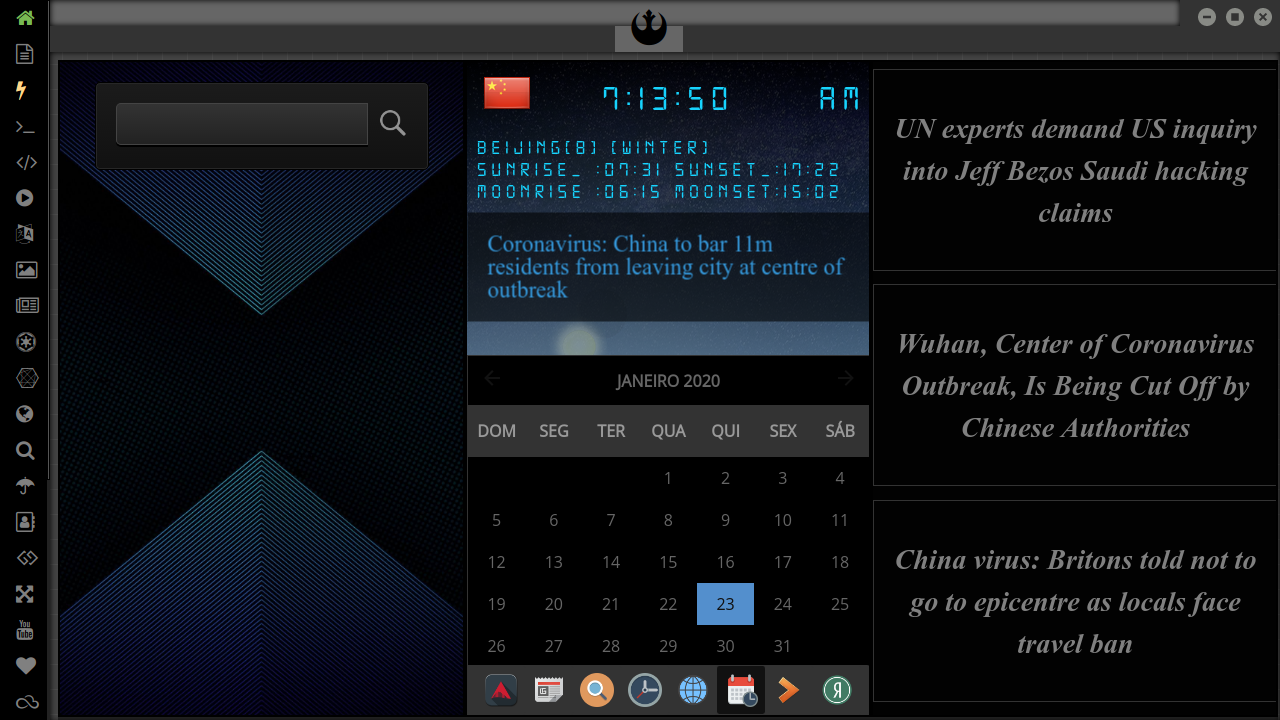 7:13:50 AM
BEIJING(8) (WINTER)
SUNRISE_ :07:31 SUNSET_:17:22
MOONRISE :06:15 MOONSET:15:02
Coronavirus: China to bar 11m
residents from leaving city at centre of
outbreak
JANEIRO 2020
DOM SEG TER QUA QUI SEX SÁB
1 2 3 4
5 6 7 8 9 10 11
12 13 14 15 16 17 18
19 20 21 22 23 24 25
26 27 28 29 30 31
UN experts demand US inquiry
into Jeff Bezos Saudi hacking
claims
Wuhan, Center of Coronavirus
Outbreak, Is Being Cut Off by
Chinese Authorities
China virus: Britons told not to
go to epicentre as locals face
travel ban
You
Tube
Я